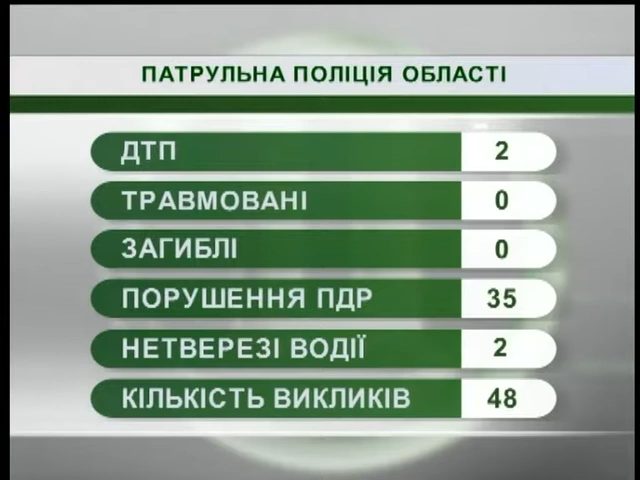 ПАТРУЛЬНА ПОЛІЦІЯ ОБЛАСТІ
ДТП 2
ТРАВМОВАНІ 0
ЗАГИБЛІ 0
ПОРУШЕННЯ ПДР 35
НЕТВЕРЕЗІ ВОДІЇ 2
КІЛЬКІСТЬ ВИКЛИКІВ 48